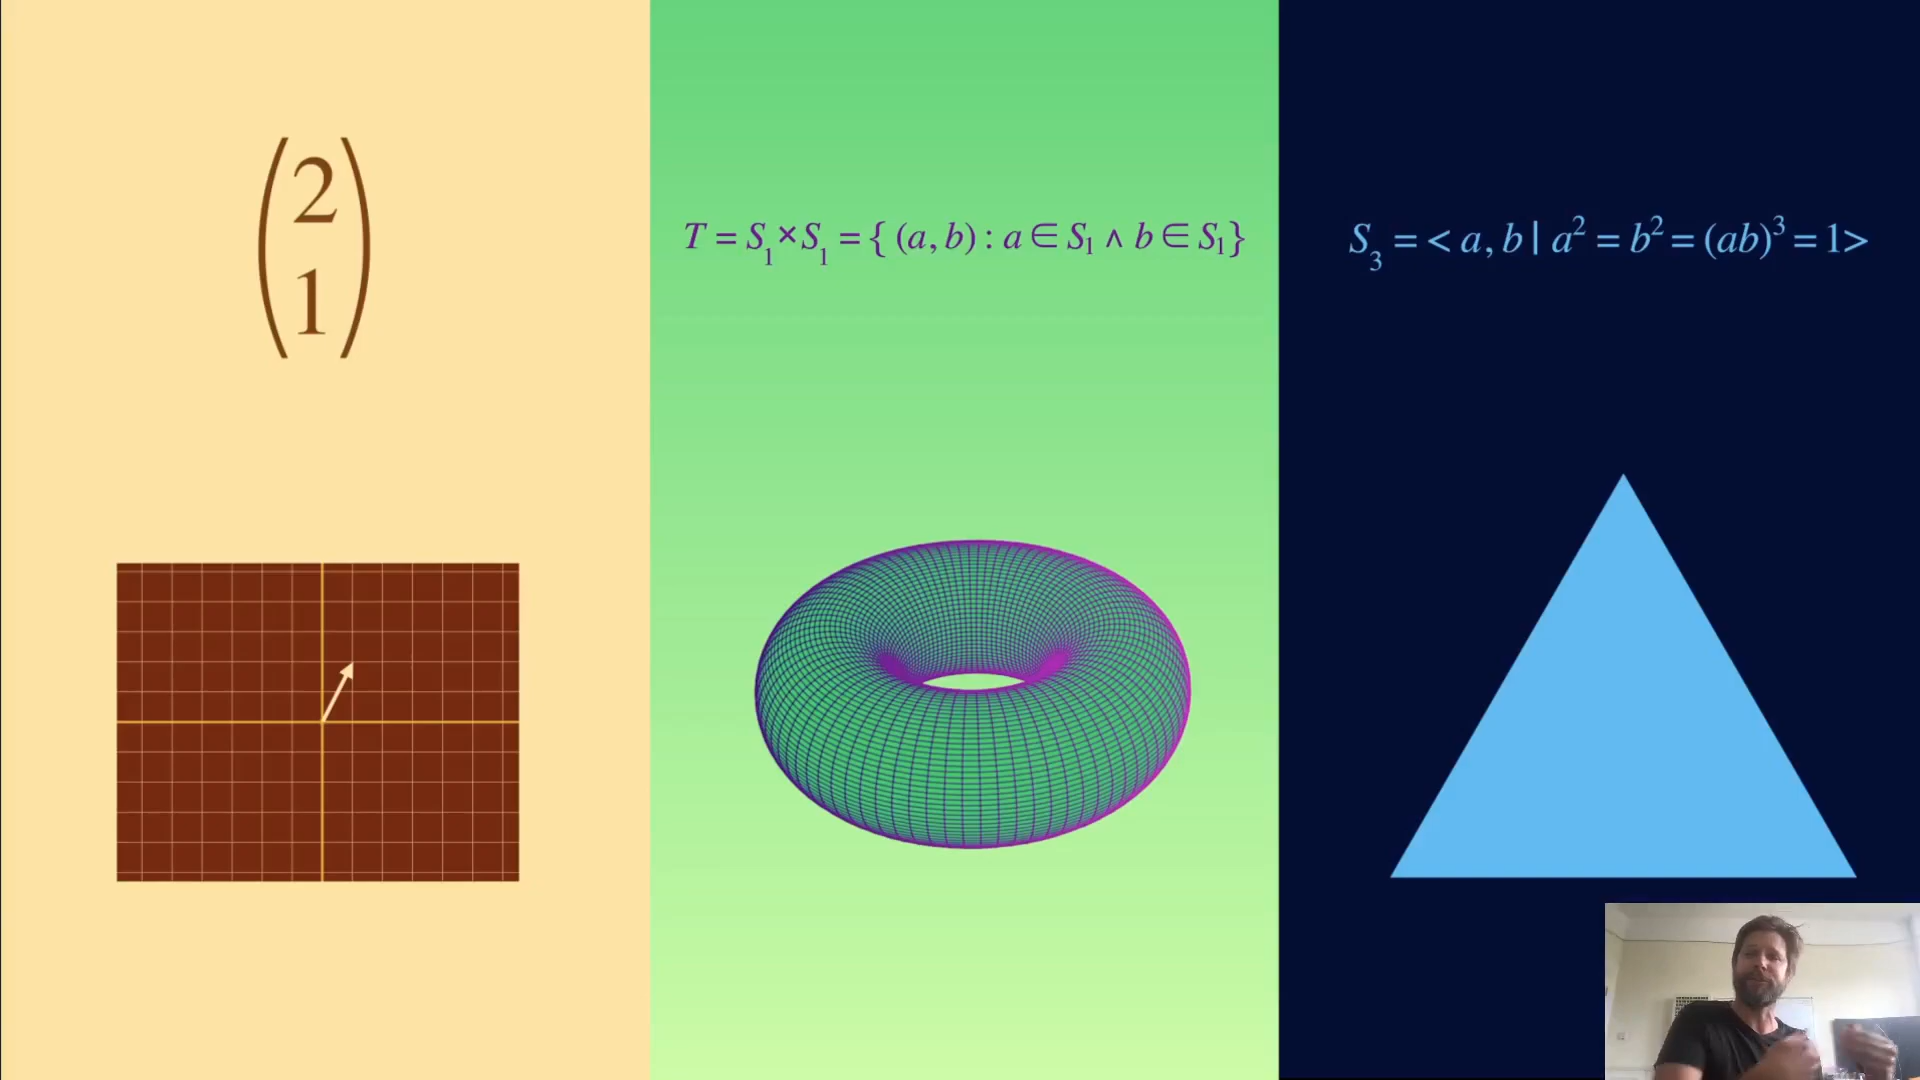 2
1
T = S₁×S₁ = { (a, b) : a ∈ S₁ ∧ b ∈ S₁}
S₃ = < a, b | a² = b² = (ab)³ = 1>